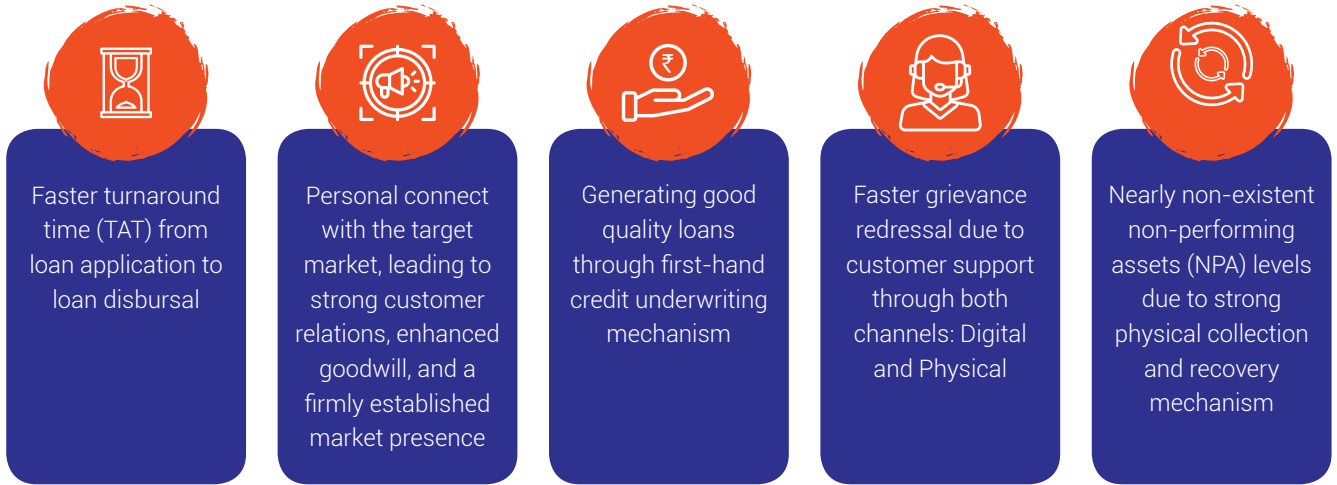 ₹
Faster turnaround
time (TAT) from
loan application to
loan disbursal
Personal connect
with the target
market, leading to
strong customer
relations, enhanced
goodwill, and a
firmly established
market presence
Generating good
quality loans
through first-hand
credit underwriting
mechanism
Faster grievance
redressal due to
customer support
through both
channels: Digital
and Physical
Nearly non-existent
non-performing
assets (NPA) levels
due to strong
physical collection
and recovery
mechanism